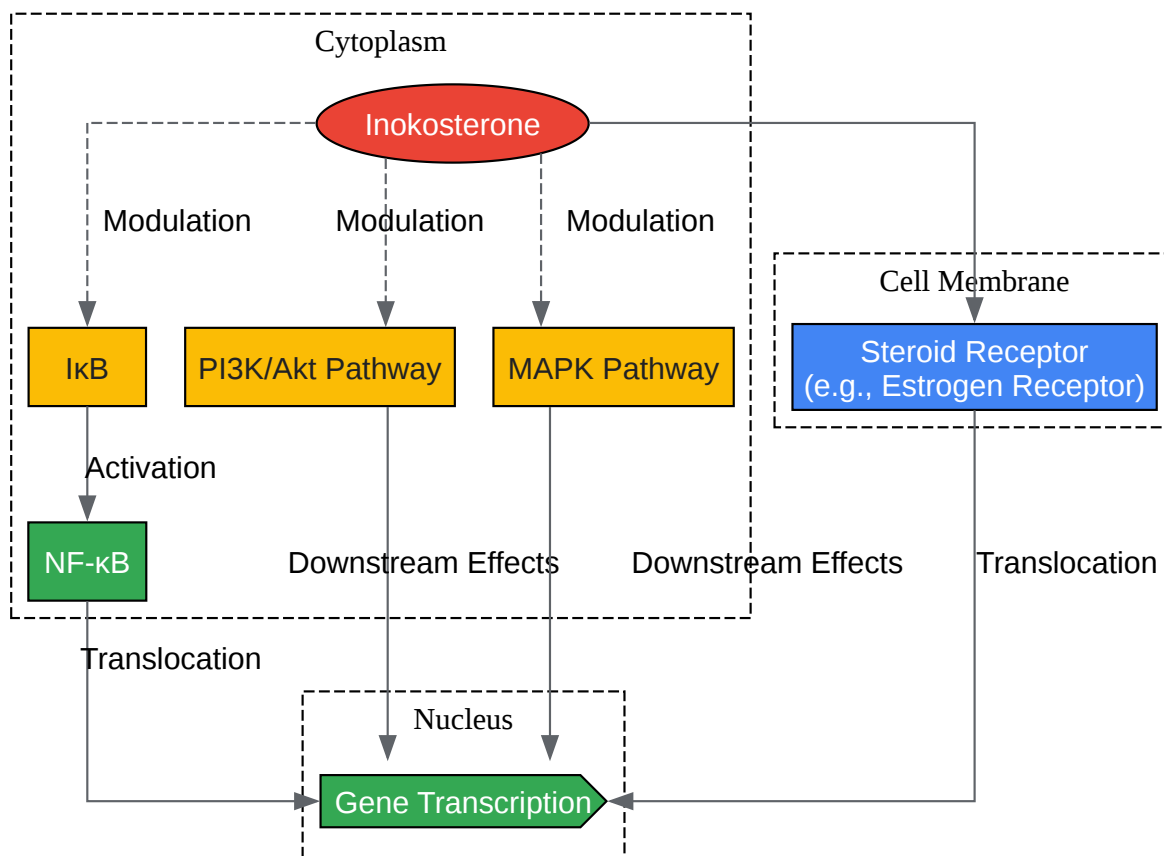 Cytoplasm
Inokosterone
Modulation
Modulation
Modulation
Cell Membrane
IκB
PI3K/Akt Pathway
MAPK Pathway
Steroid Receptor
(e.g., Estrogen Receptor)
Activation
NF-κB
Downstream Effects
Downstream Effects
Translocation
Translocation
Nucleus
Gene Transcription